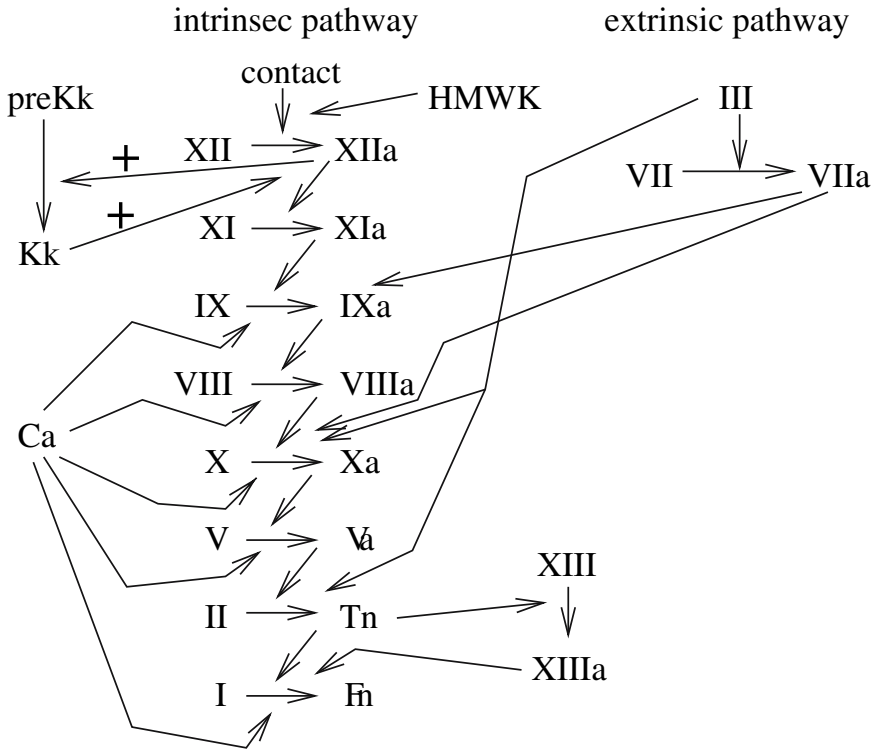 intrinsec pathway
extrinsic pathway
contact
preKk
HMWK
III
+
XII
XIIa
VII
VIIa
+
XI
XIa
Kk
IX
IXa
VIII
VIIIa
Ca
X
Xa
V
Va
XIII
II
Tn
XIIIa
I
Fn